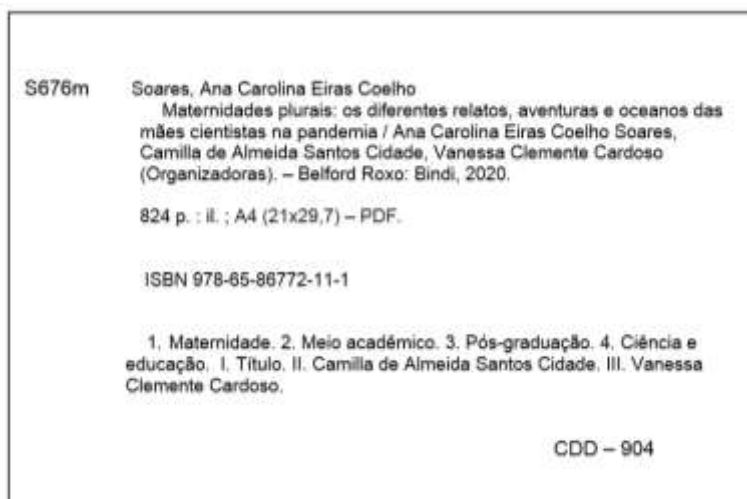 S676m Soares, Ana Carolina Eiras Coelho
Maternidades plurais: os diferentes relatos, aventuras e oceanos das
mães cientistas na pandemia / Ana Carolina Eiras Coelho Soares,
Camilla de Almeida Santos Cidade, Vanessa Clemente Cardoso
(Organizadoras). – Belford Roxo: Bindi, 2020.
824 p. : il. ; A4 (21x29,7) – PDF.
ISBN 978-65-86772-11-1
1. Maternidade. 2. Meio acadêmico. 3. Pós-graduação. 4. Ciência e
educação. I. Título. II. Camilla de Almeida Santos Cidade. III. Vanessa
Clemente Cardoso.
CDD – 904